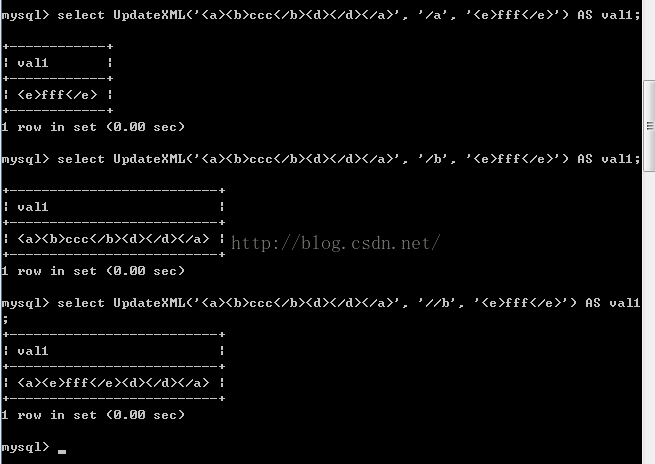 mysql> select UpdateXML('<a><b>ccc</b><d></d></a>', '/a', '<e>fff</e>') AS val1;
+------------+
| val1       |
+------------+
| <e>fff</e> |
+------------+
1 row in set (0.00 sec)
mysql> select UpdateXML('<a><b>ccc</b><d></d></a>', '/b', '<e>fff</e>') AS val1;
+-------------------------+
| val1                    |
+-------------------------+
| <a><b>ccc</b><d></d></a> |
+-------------------------+
http://blog.csdn.net/
1 row in set (0.00 sec)
mysql> select UpdateXML('<a><b>ccc</b><d></d></a>', '//b', '<e>fff</e>') AS val1
;
+-------------------------+
| val1                    |
+-------------------------+
| <a><e>fff</e><d></d></a> |
+-------------------------+
1 row in set (0.00 sec)
mysql> _